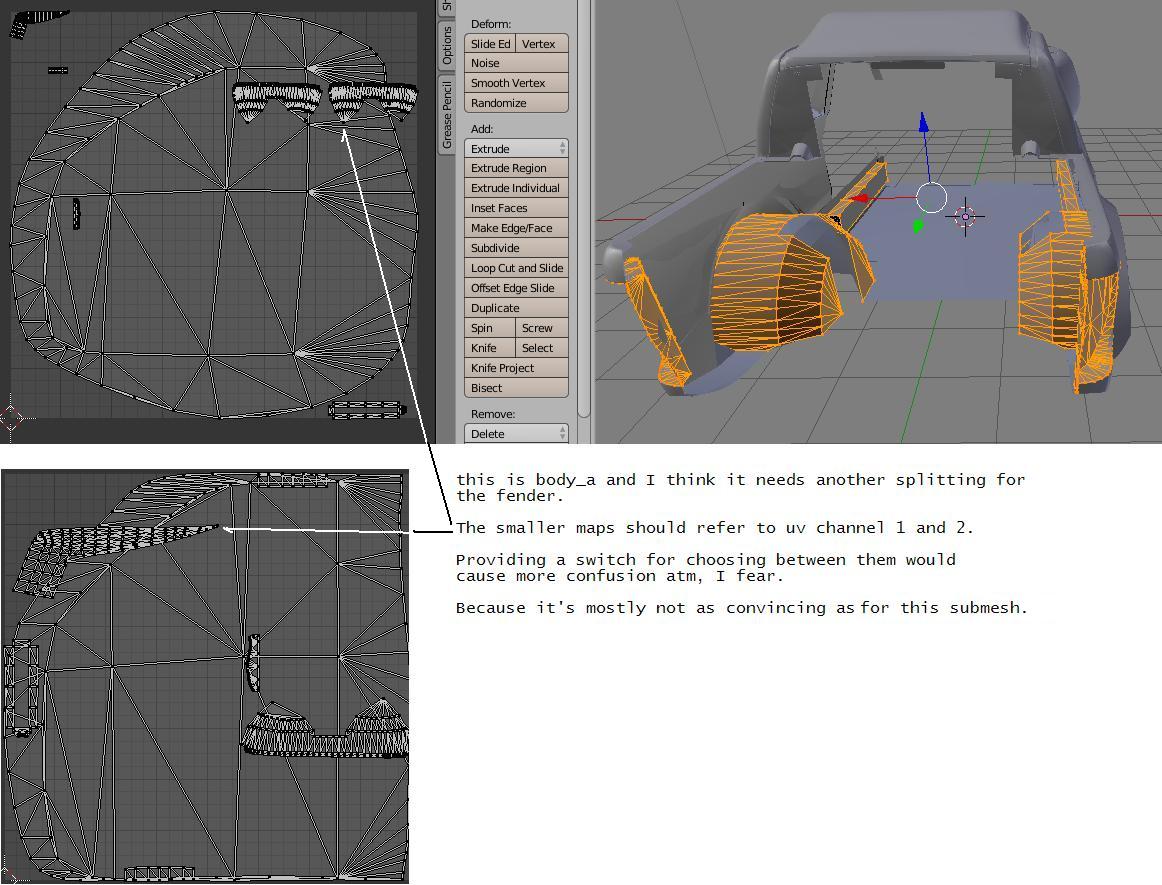 Sh
Options
Grease Pencil
Deform:
Slide Ed Vertex
Noise
Smooth Vertex
Randomize
Add:
Extrude
Extrude Region
Extrude Individual
Inset Faces
Make Edge/Face
Subdivide
Loop Cut and Slide
Offset Edge Slide
Duplicate
Spin Screw
Knife Select
Knife Project
Bisect
Remove:
Delete
this is body_a and I think it needs another splitting for
the fender.
The smaller maps should refer to uv channel 1 and 2.
Providing a switch for choosing between them would
cause more confusion atm, I fear.
Because it's mostly not as convincing as for this submesh.